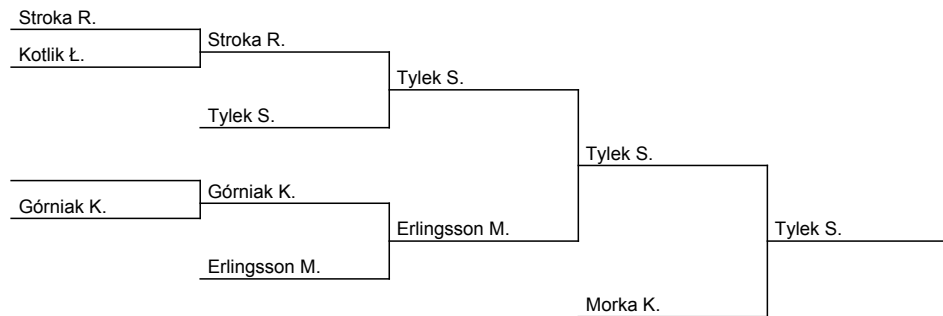 Stroka R.
Kotlik Ł.
Stroka R.
Tylek S.
Tylek S.
Tylek S.
Górniak K.
Górniak K.
Erlingsson M.
Tylek S.
Erlingsson M.
Morka K.